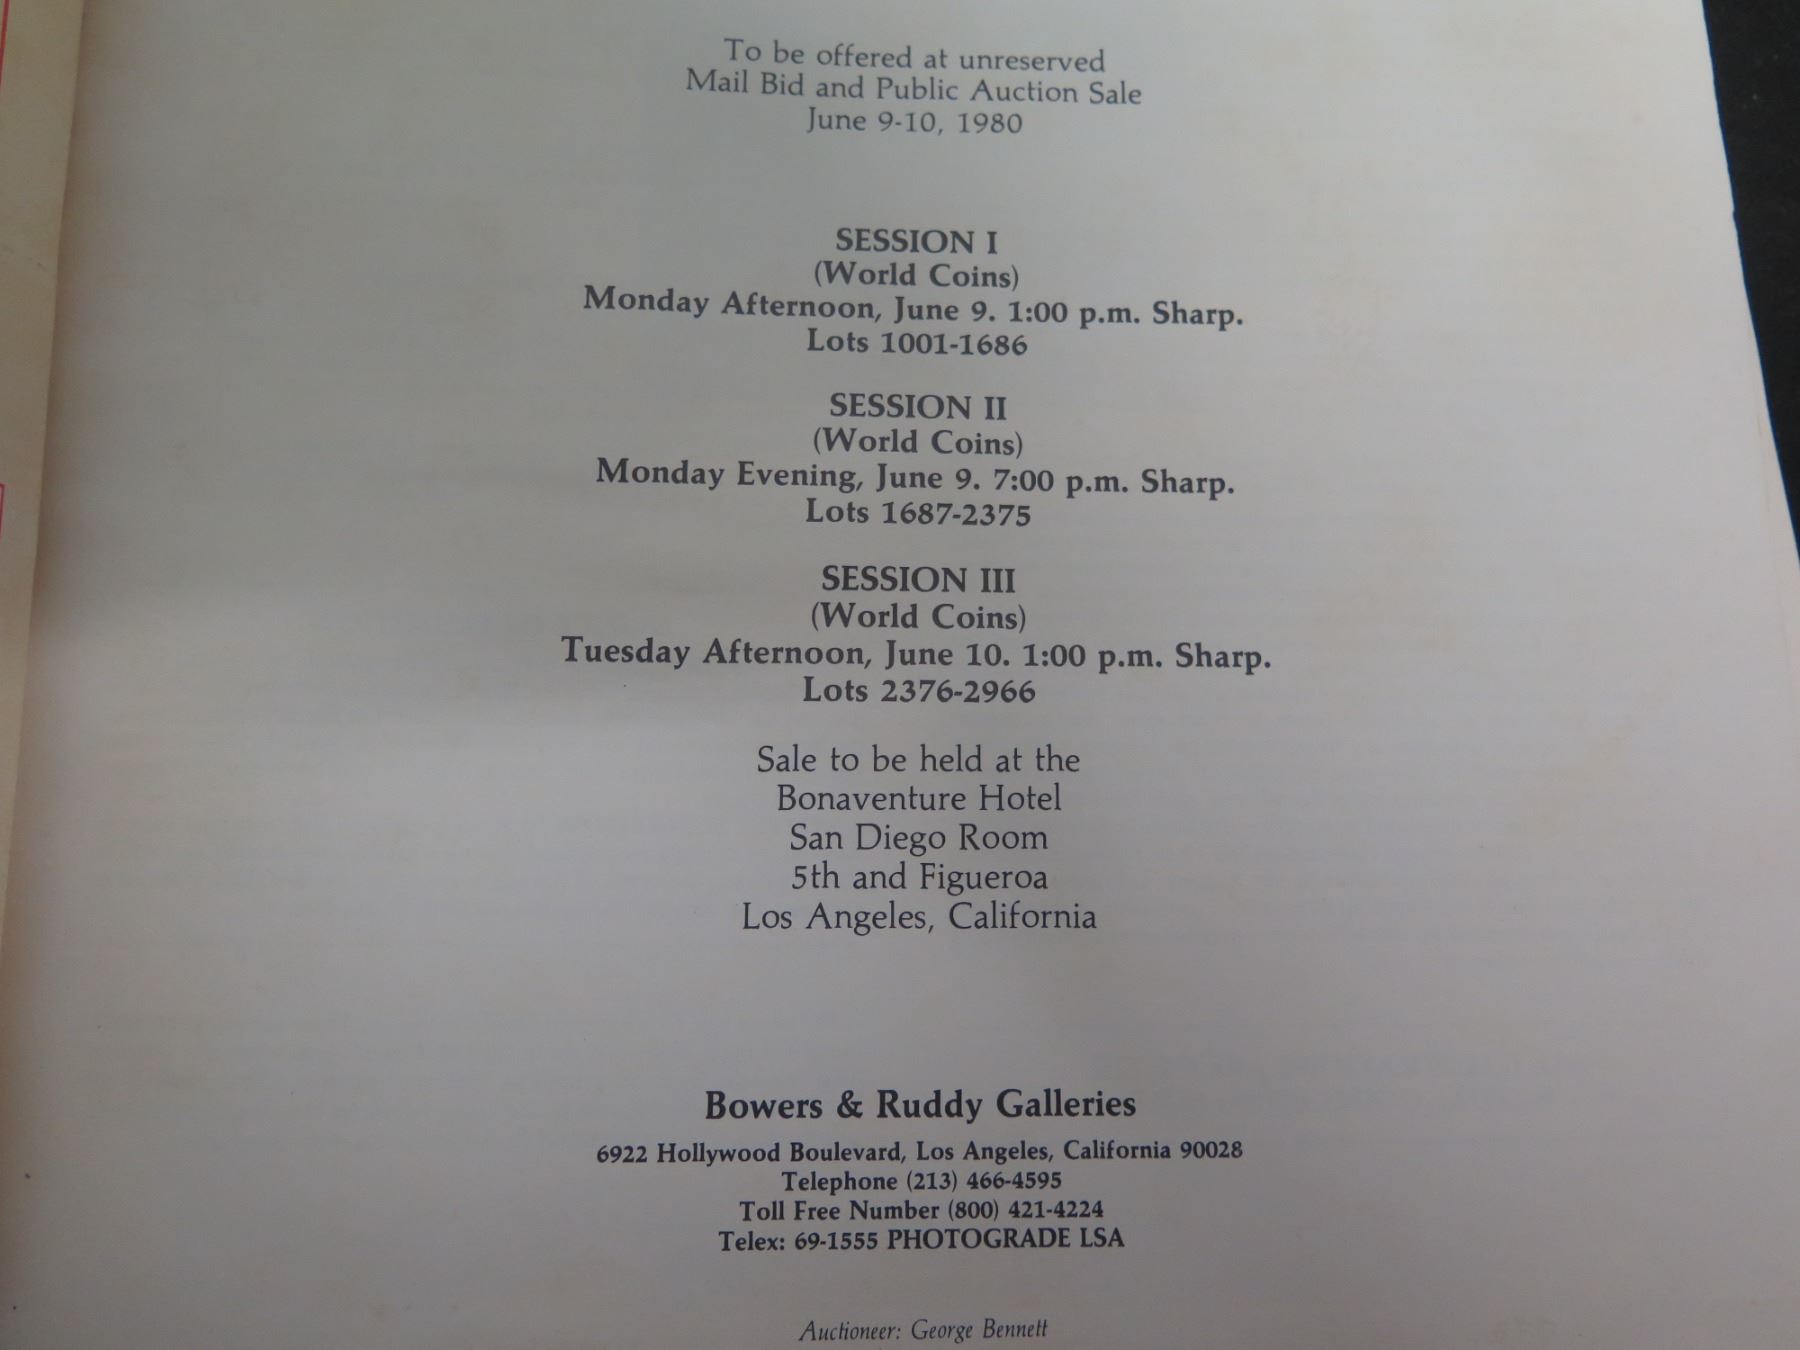 To be offered at unreserved
Mail Bid and Public Auction Sale
June 9-10, 1980
SESSION I
(World Coins)
Monday Afternoon, June 9. 1:00 p.m. Sharp.
Lots 1001-1686
SESSION II
(World Coins)
Monday Evening, June 9. 7:00 p.m. Sharp.
Lots 1687-2375
SESSION III
(World Coins)
Tuesday Afternoon, June 10. 1:00 p.m. Sharp.
Lots 2376-2966
Sale to be held at the
Bonaventure Hotel
San Diego Room
5th and Figueroa
Los Angeles, California
Bowers & Ruddy Galleries
6922 Hollywood Boulevard, Los Angeles, California 90028
Telephone (213) 466-4595
Toll Free Number (800) 421-4224
Telex: 69-1555 PHOTOGRADE LSA
Auctioneer: George Bennett